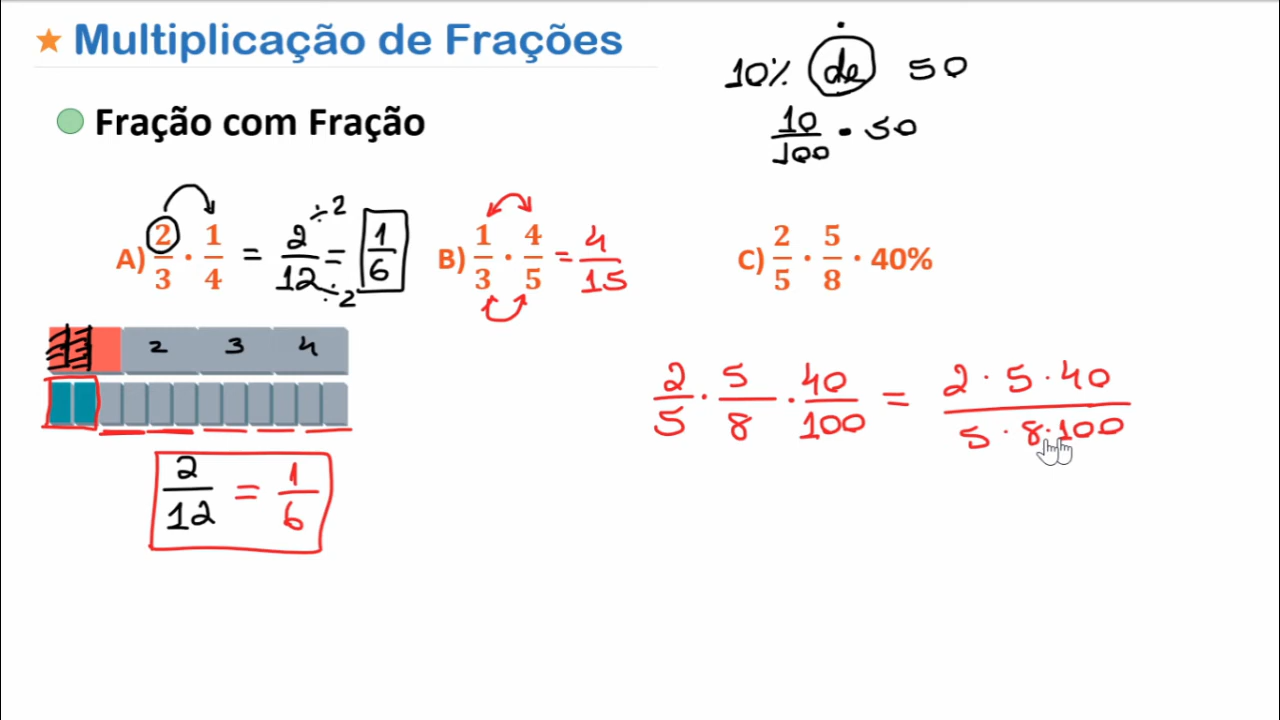 Multiplicação de Frações
10% de 50
10/100 · 50
Fração com Fração
A) 2/3 · 1/4 = 2/12 ÷2 ÷2 = 1/6
B) 1/3 · 4/5 = 4/15
C) 2/5 · 5/8 · 40%
2 3 4
2/5 · 5/8 · 40/100 = 2 · 5 · 40 / 5 · 8 · 100
2/12 = 1/6